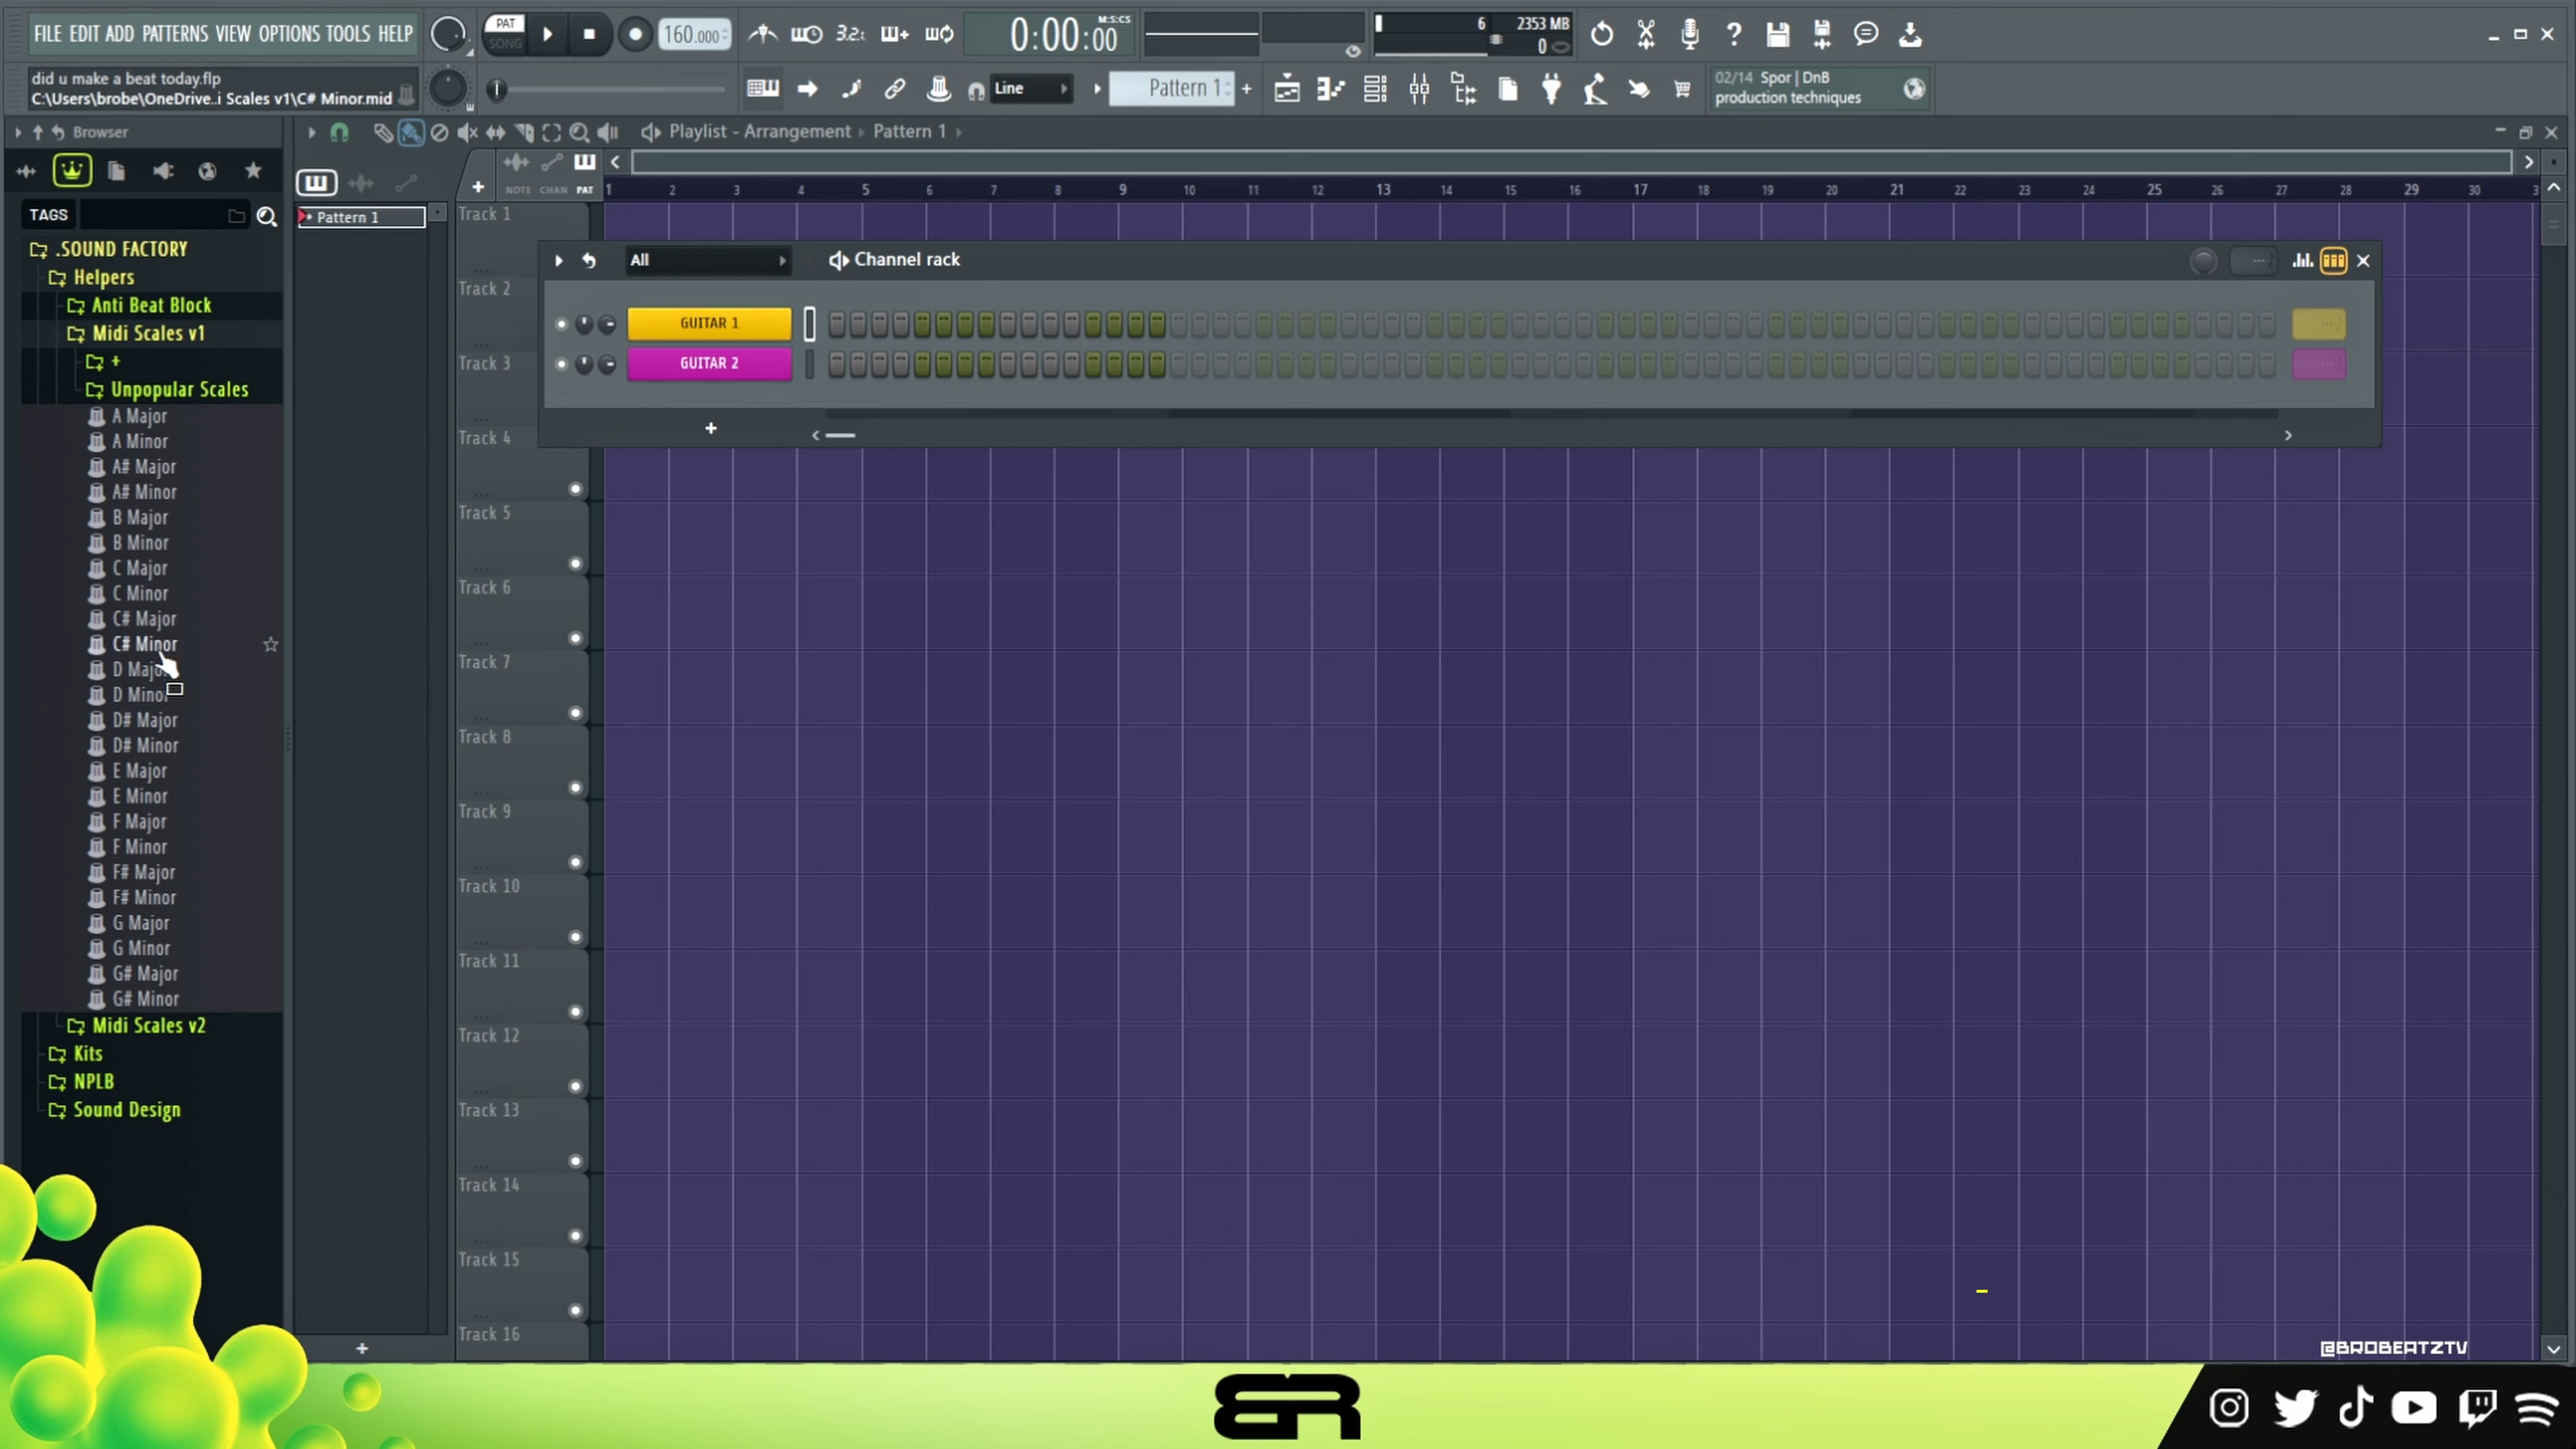 FILE EDIT ADD PATTERNS VIEW OPTIONS TOOLS HELP
PAT
SONG
160.000
3.2.
0:00:00
M:S:CS
6
2353 MB
0
did u make a beat today.flp
C:\Users\brobe\OneDrive..i Scales v1\C# Minor.mid
Line
Pattern 1
02/14 Spor | DnB
production techniques
Browser
Playlist - Arrangement › Pattern 1
TAGS
.SOUND FACTORY
Helpers
Anti Beat Block
Midi Scales v1
+
Unpopular Scales
A Major
A Minor
A# Major
A# Minor
B Major
B Minor
C Major
C Minor
C# Major
C# Minor
D Major
D Minor
D# Major
D# Minor
E Major
E Minor
F Major
F Minor
F# Major
F# Minor
G Major
G Minor
G# Major
G# Minor
Midi Scales v2
Kits
NPLB
Sound Design
Pattern 1
NOTE CHAN PAT
1 2 3 4 5 6 7 8 9 10 11 12 13 14 15 16 17 18 19 20 21 22 23 24 25 26 27 28 29 30 3
Track 1
Track 2
Track 3
Track 4
Track 5
Track 6
Track 7
Track 8
Track 9
Track 10
Track 11
Track 12
Track 13
Track 14
Track 15
Track 16
All
Channel rack
GUITAR 1
GUITAR 2
@BROBEATZTV
BR